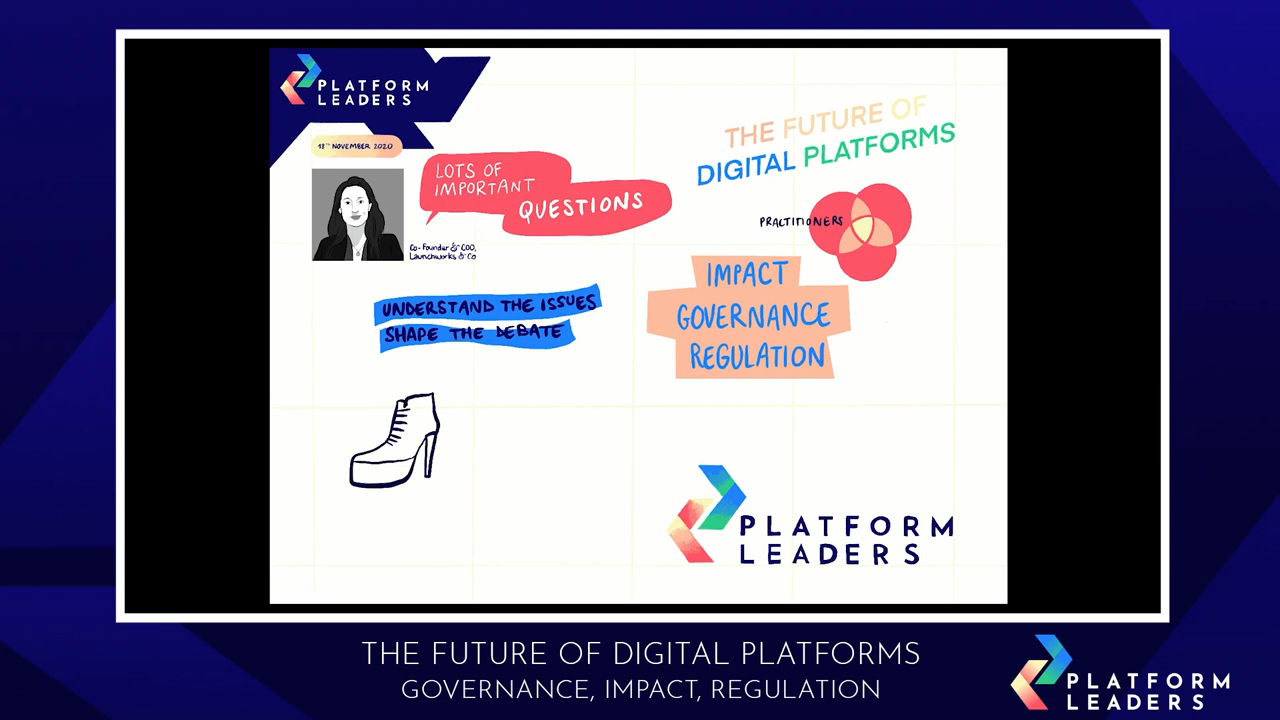 PLATFORM
LEADERS
18TH NOVEMBER 2020
LOTS OF
IMPORTANT
QUESTIONS
Co-Founder & COO,
Launchworks & Co
UNDERSTAND THE ISSUES
SHAPE THE DEBATE
THE FUTURE OF
DIGITAL PLATFORMS
PRACTITIONERS
IMPACT
GOVERNANCE
REGULATION
PLATFORM
LEADERS
THE FUTURE OF DIGITAL PLATFORMS
GOVERNANCE, IMPACT, REGULATION
PLATFORM
LEADERS